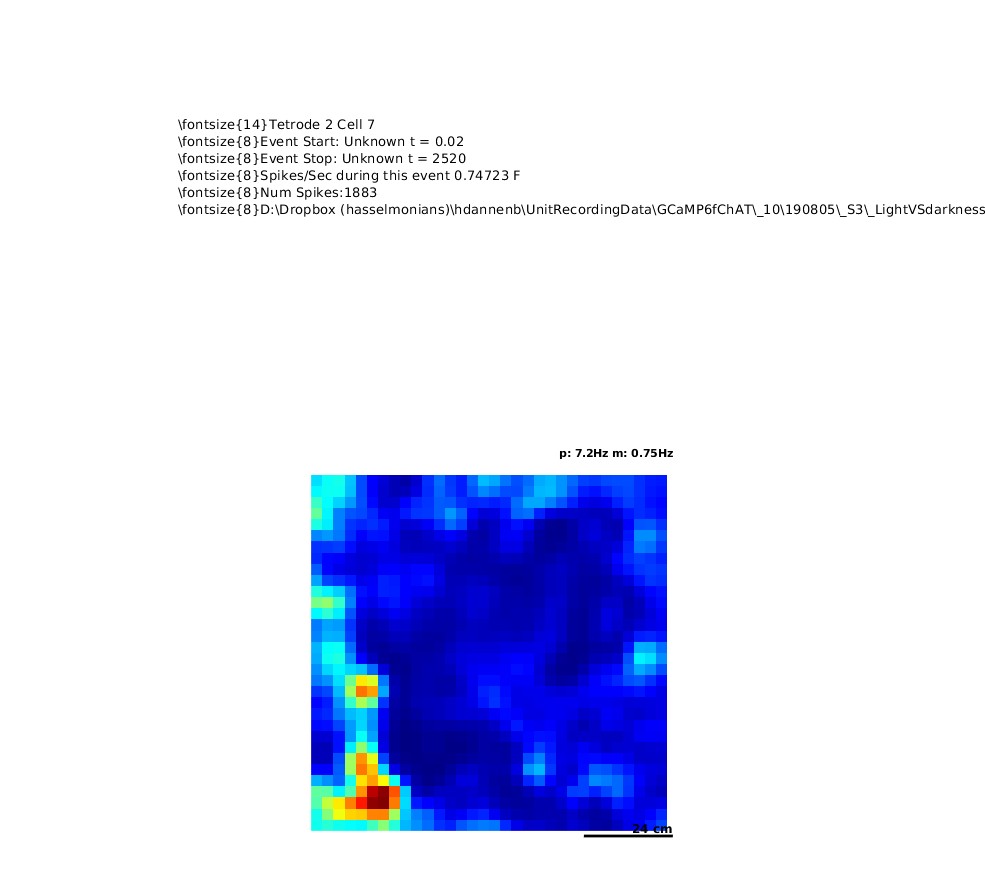 \fontsize{14}Tetrode 2 Cell 7
\fontsize{8}Event Start: Unknown t = 0.02
\fontsize{8}Event Stop: Unknown t = 2520
\fontsize{8}Spikes/Sec during this event 0.74723 F
\fontsize{8}Num Spikes:1883
\fontsize{8}D:\Dropbox (hasselmonians)\hdannenb\UnitRecordingData\GCaMP6fChAT\_10\190805\_S3\_LightVSdarkness
p: 7.2Hz m: 0.75Hz
24 cm